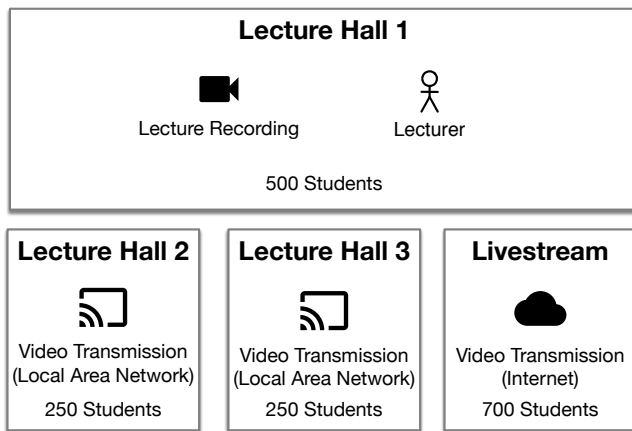 Lecture Hall 1
Lecture Recording
Lecturer
500 Students
Lecture Hall 2
Video Transmission
(Local Area Network)
250 Students
Lecture Hall 3
Video Transmission
(Local Area Network)
250 Students
Livestream
Video Transmission
(Internet)
700 Students